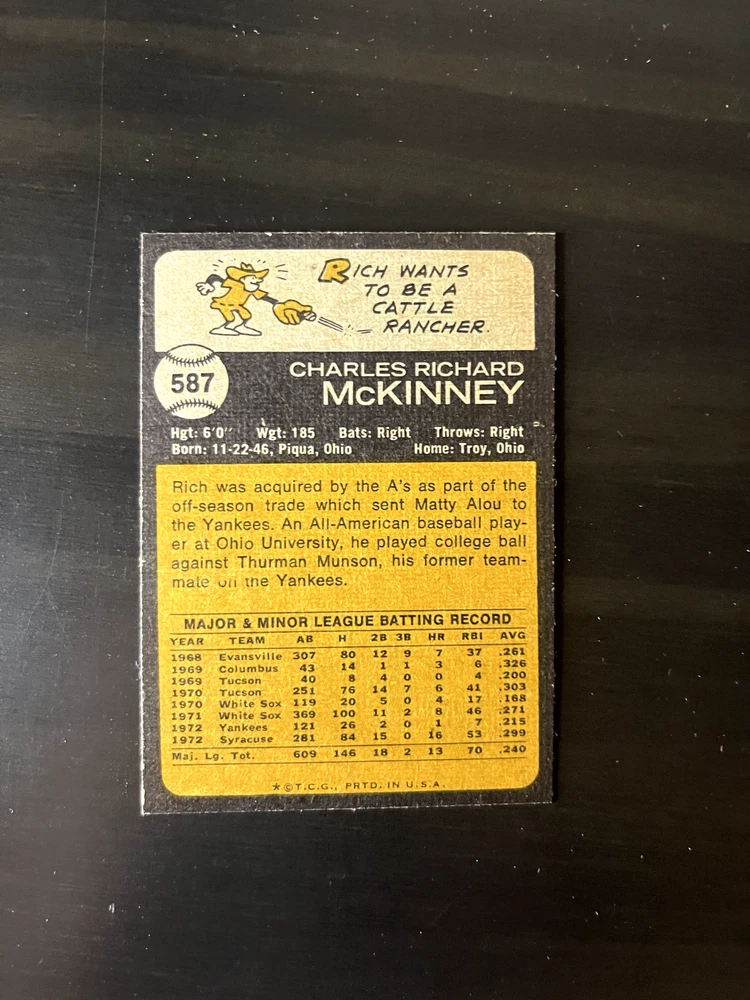 RICH WANTS
TO BE A
CATTLE
RANCHER.
587
CHARLES RICHARD
McKINNEY
Hgt: 6'0" Wgt: 185 Bats: Right Throws: Right
Born: 11-22-46, Piqua, Ohio Home: Troy, Ohio
Rich was acquired by the A's as part of the
off-season trade which sent Matty Alou to
the Yankees. An All-American baseball play-
er at Ohio University, he played college ball
against Thurman Munson, his former team-
mate on the Yankees.
MAJOR & MINOR LEAGUE BATTING RECORD
YEAR TEAM AB H 2B 3B HR RBI AVG
1968 Evansville 307 80 12 9 7 37 .261
1969 Columbus 43 14 1 1 3 6 .326
1969 Tucson 40 8 4 0 0 4 .200
1970 Tucson 251 76 14 7 6 41 .303
1970 White Sox 119 20 5 0 4 17 .168
1971 White Sox 369 100 11 2 8 46 .271
1972 Yankees 121 26 2 0 1 7 .215
1972 Syracuse 281 84 15 0 16 53 .299
Maj. Lg. Tot. 609 146 18 2 13 70 .240
*©T.C.G., PRTD. IN U.S.A.